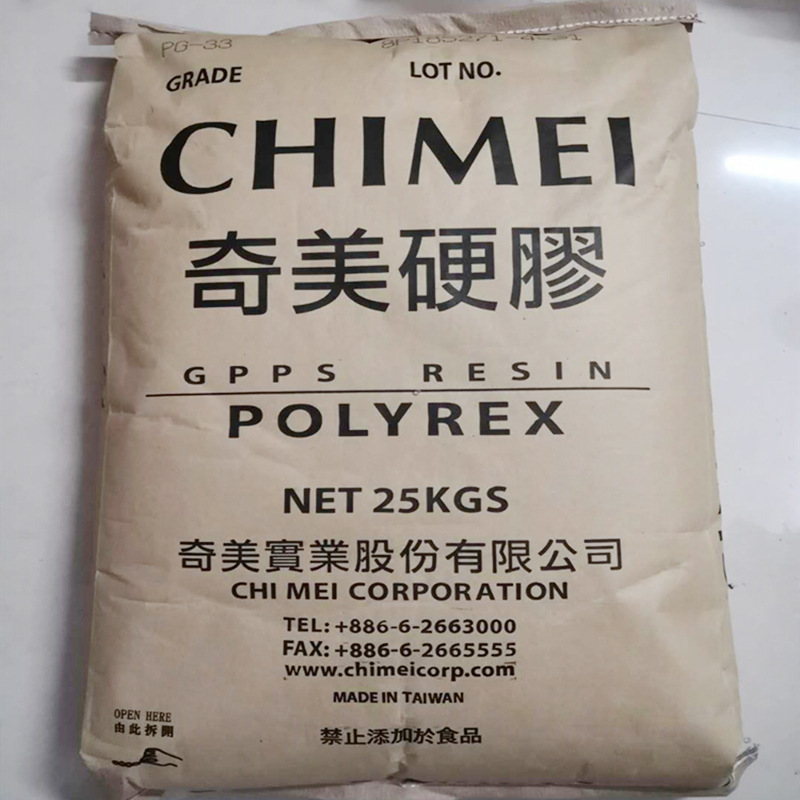 PG-33
GRADE
LOT NO.
CHIMEI
奇美硬膠
GPPS RESIN
POLYREX
NET 25KGS
奇美實業股份有限公司
CHI MEI CORPORATION
TEL: +886-6-2663000
FAX: +886-6-2665555
www.chimeicorp.com
MADE IN TAIWAN
OPEN HERE
由此拆開
禁止添加於食品